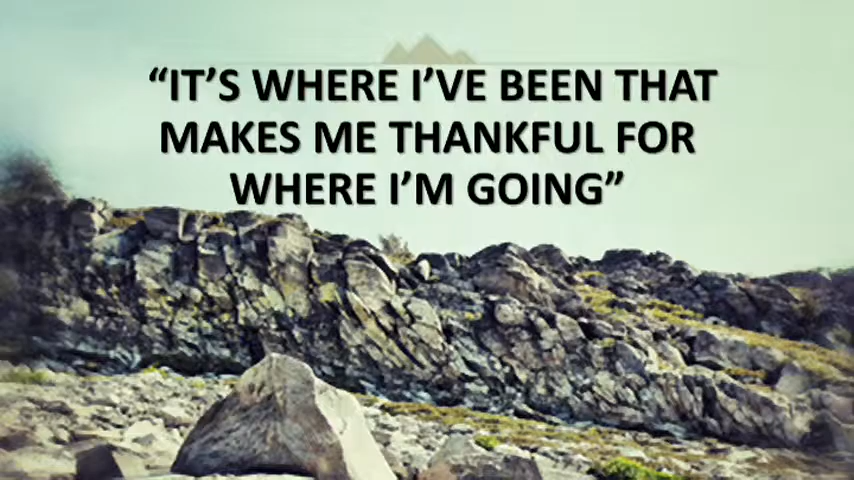 “IT’S WHERE I’VE BEEN THAT
MAKES ME THANKFUL FOR
WHERE I’M GOING”